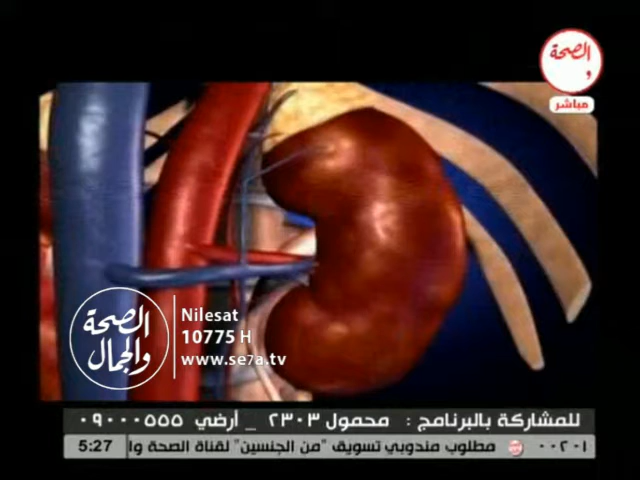 الصحة
و
مباشر
الصحة
والجمال
Nilesat
10775 H
www.se7a.tv
للمشاركة بالبرنامج : محمول ٢٣٠٣ _ أرضي ٠٩٠٠٠٥٥٥
٠٠٢٠١ مطلوب مندوبي تسويق "من الجنسين" لقناة الصحة وا
5:27